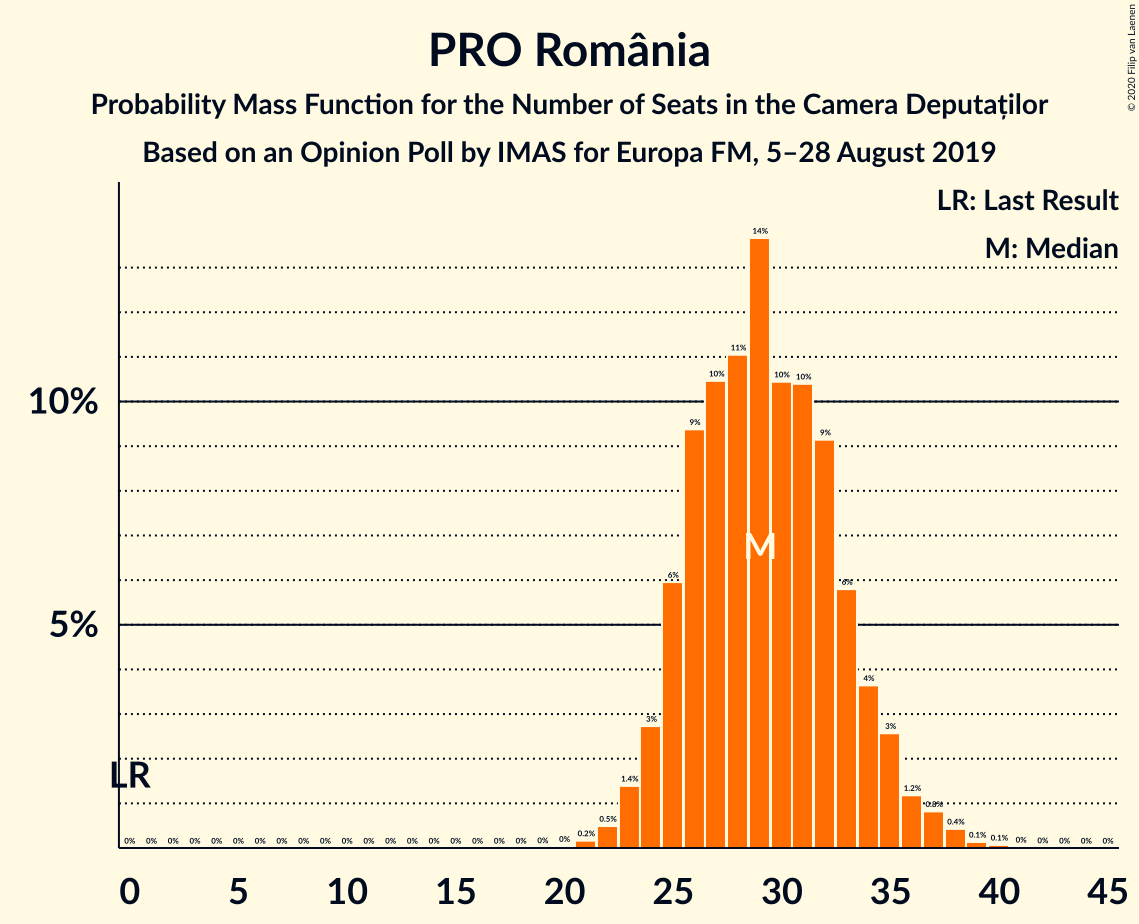 © 2020 Filip van Laenen
PRO România
Probability Mass Function for the Number of Seats in the Camera Deputaților
Based on an Opinion Poll by IMAS for Europa FM, 5–28 August 2019
LR: Last Result
M: Median
14%
11%
10% 10% 10%
10%
9% 9%
M
6% 6%
5%
4%
3% 3%
LR
1.4% 1.2%
0.5% 0.8% 0.4%
0% 0% 0% 0% 0% 0% 0% 0% 0% 0% 0% 0% 0% 0% 0% 0% 0% 0% 0% 0% 0% 0.2% 0.1% 0.1% 0% 0% 0% 0% 0%
0 5 10 15 20 25 30 35 40 45